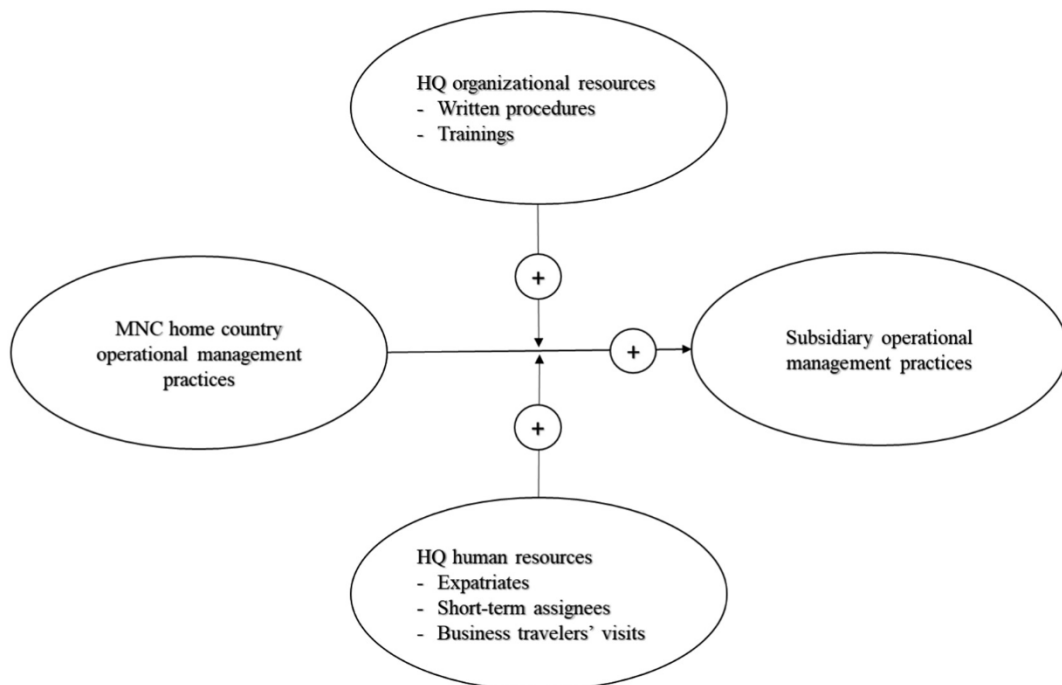 HQ organizational resources
- Written procedures
- Trainings
+
MNC home country
operational management
practices
+
Subsidiary operational
management practices
+
HQ human resources
- Expatriates
- Short-term assignees
- Business travelers’ visits